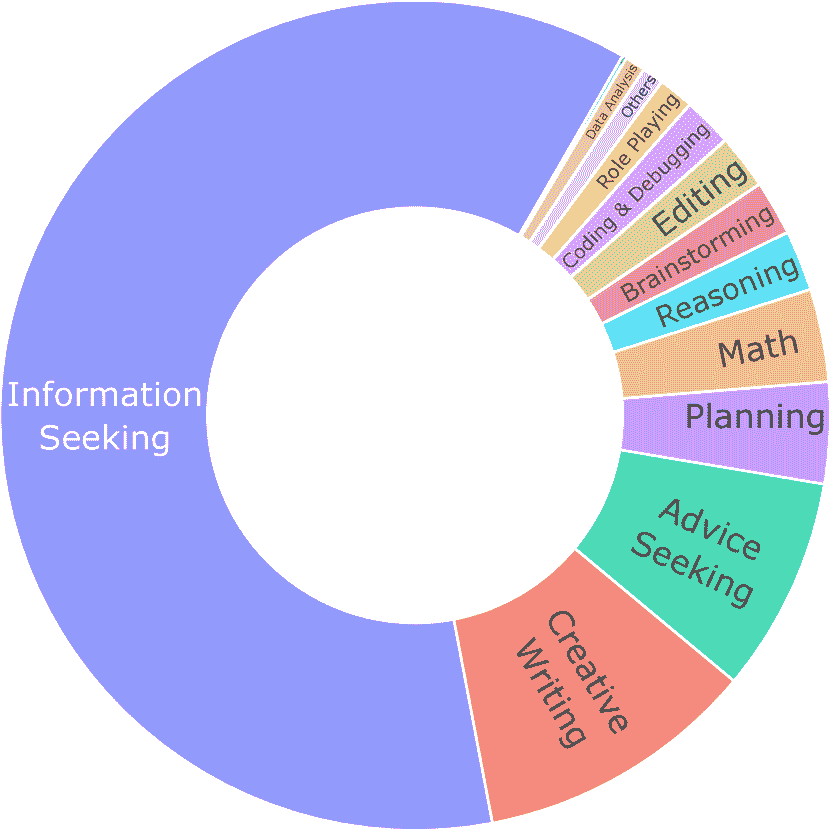 Data Analysis
Others
Role Playing
Coding & Debugging
Editing
Brainstorming
Reasoning
Math
Planning
Advice
Seeking
Creative
Writing
Information
Seeking